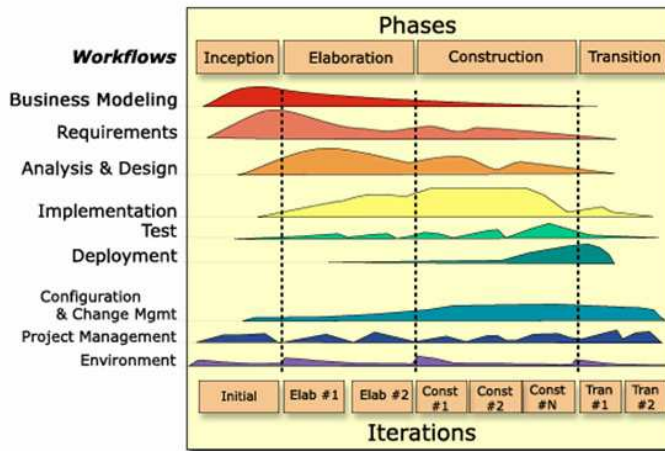 Phases
Workflows
Inception
Elaboration
Construction
Transition
Business Modeling
Requirements
Analysis & Design
Implementation
Test
Deployment
Configuration
& Change Mgmt
Project Management
Environment
Initial
Elab #1
Elab #2
Const
#1
Const
#2
Const
#N
Tran
#1
Tran
#2
Iterations